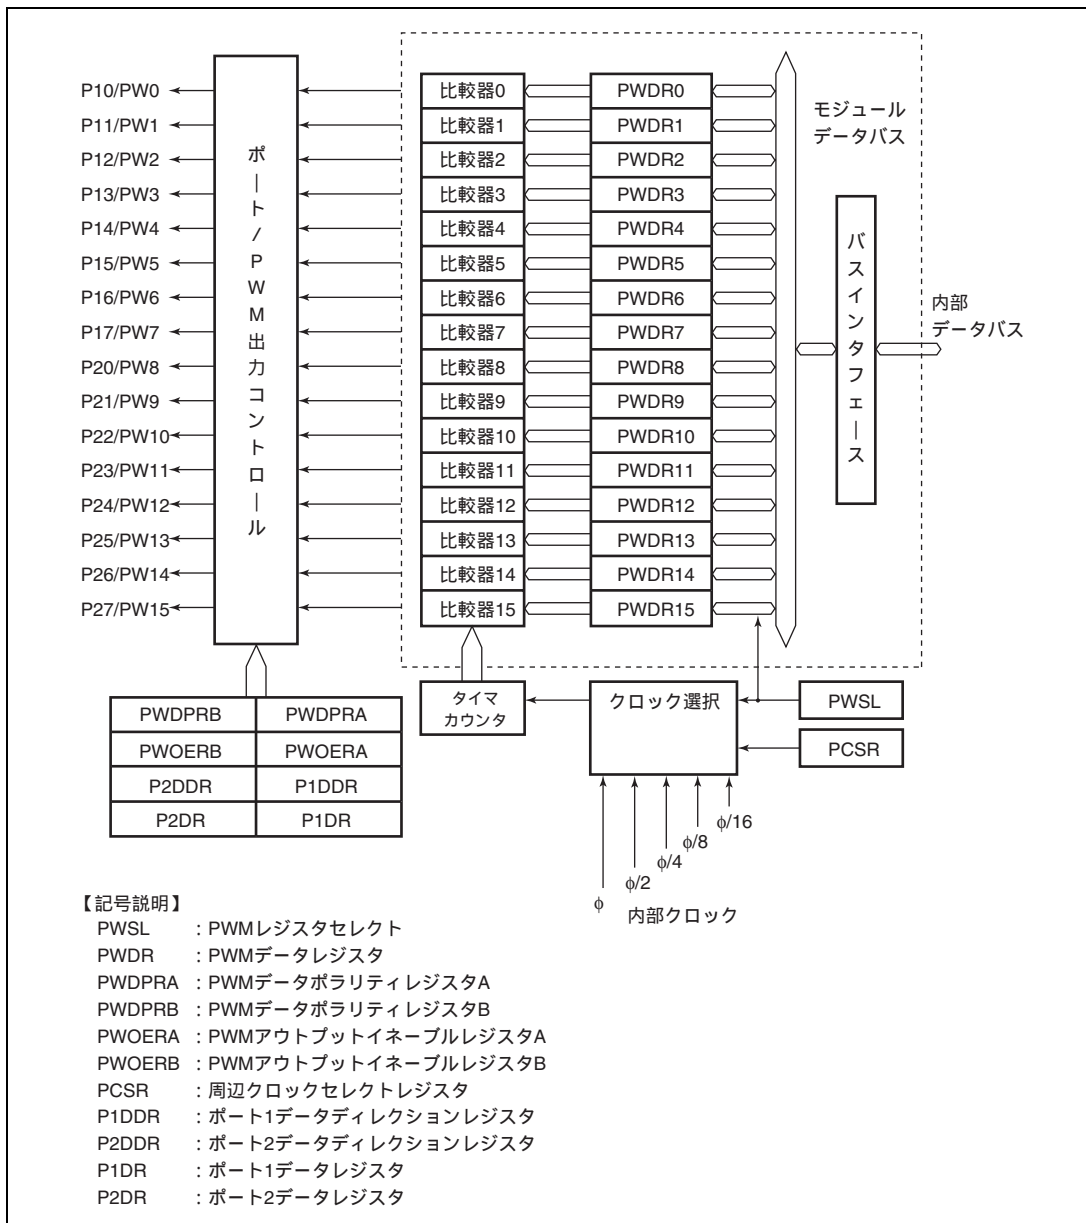 P10/PW0
P11/PW1
P12/PW2
P13/PW3
P14/PW4
P15/PW5
P16/PW6
P17/PW7
P20/PW8
P21/PW9
P22/PW10
P23/PW11
P24/PW12
P25/PW13
P26/PW14
P27/PW15
ポート/PWM出力コントロール
比較器0 PWDR0
比較器1 PWDR1
比較器2 PWDR2
比較器3 PWDR3
比較器4 PWDR4
比較器5 PWDR5
比較器6 PWDR6
比較器7 PWDR7
比較器8 PWDR8
比較器9 PWDR9
比較器10 PWDR10
比較器11 PWDR11
比較器12 PWDR12
比較器13 PWDR13
比較器14 PWDR14
比較器15 PWDR15
モジュール
データバス
バスインタフェース
内部
データバス
PWDPRB PWDPRA
PWOERB PWOERA
P2DDR P1DDR
P2DR P1DR
タイマ
カウンタ
クロック選択
PWSL
PCSR
φ
φ/2
φ/4
φ/8
φ/16
内部クロック
【記号説明】
PWSL :PWMレジスタセレクト
PWDR :PWMデータレジスタ
PWDPRA :PWMデータポラリティレジスタA
PWDPRB :PWMデータポラリティレジスタB
PWOERA :PWMアウトプットイネーブルレジスタA
PWOERB :PWMアウトプットイネーブルレジスタB
PCSR :周辺クロックセレクトレジスタ
P1DDR :ポート1データディレクションレジスタ
P2DDR :ポート2データディレクションレジスタ
P1DR :ポート1データレジスタ
P2DR :ポート2データレジスタ